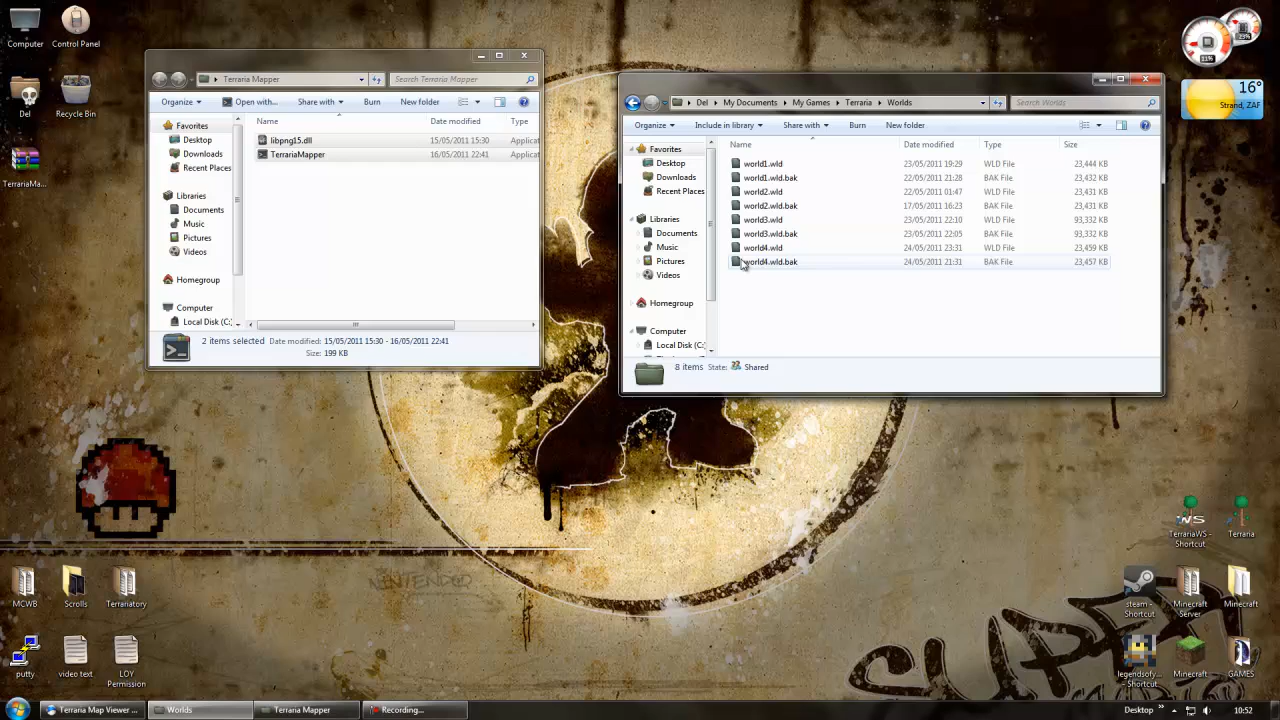 Computer
Control Panel
Del
Recycle Bin
TerrariaMa...
Terraria Mapper
Search Terraria Mapper
Organize
Open with...
Share with
Burn
New folder
Name
Date modified
Type
Favorites
Desktop
Downloads
Recent Places
Libraries
Documents
Music
Pictures
Videos
Homegroup
Computer
Local Disk (C:)
libpng15.dll 15/05/2011 15:30 Applicat
TerrariaMapper 16/05/2011 22:41 Applicat
2 items selected Date modified: 15/05/2011 15:30 - 16/05/2011 22:41
Size: 199 KB
Del
My Documents
My Games
Terraria
Worlds
Search Worlds
Organize
Include in library
Share with
Burn
New folder
Name
Date modified
Type
Size
Favorites
Desktop
Downloads
Recent Places
Libraries
Documents
Music
Pictures
Videos
Homegroup
Computer
Local Disk (C:)
world1.wld 23/05/2011 19:29 WLD File 23,444 KB
world1.wld.bak 22/05/2011 21:28 BAK File 23,432 KB
world2.wld 22/05/2011 01:47 WLD File 23,431 KB
world2.wld.bak 17/05/2011 16:23 BAK File 23,431 KB
world3.wld 23/05/2011 22:10 WLD File 93,332 KB
world3.wld.bak 23/05/2011 22:05 BAK File 93,332 KB
world4.wld 24/05/2011 23:31 WLD File 23,459 KB
world4.wld.bak 24/05/2011 21:31 BAK File 23,457 KB
8 items State: Shared
11%
23%
16°
Strand, ZAF
NINTENDED
SUPER
MCWB
Scrolls
Terranatory
putty
video text
LOY
Permission
TerrariaWS -
Shortcut
Terraria
steam -
Shortcut
Minecraft
Server
Minecraft
legendsofy...
- Shortcut
Minecraft
GAMES
Terraria Map Viewer ...
Worlds
Terraria Mapper
Recording...
Desktop
10:52